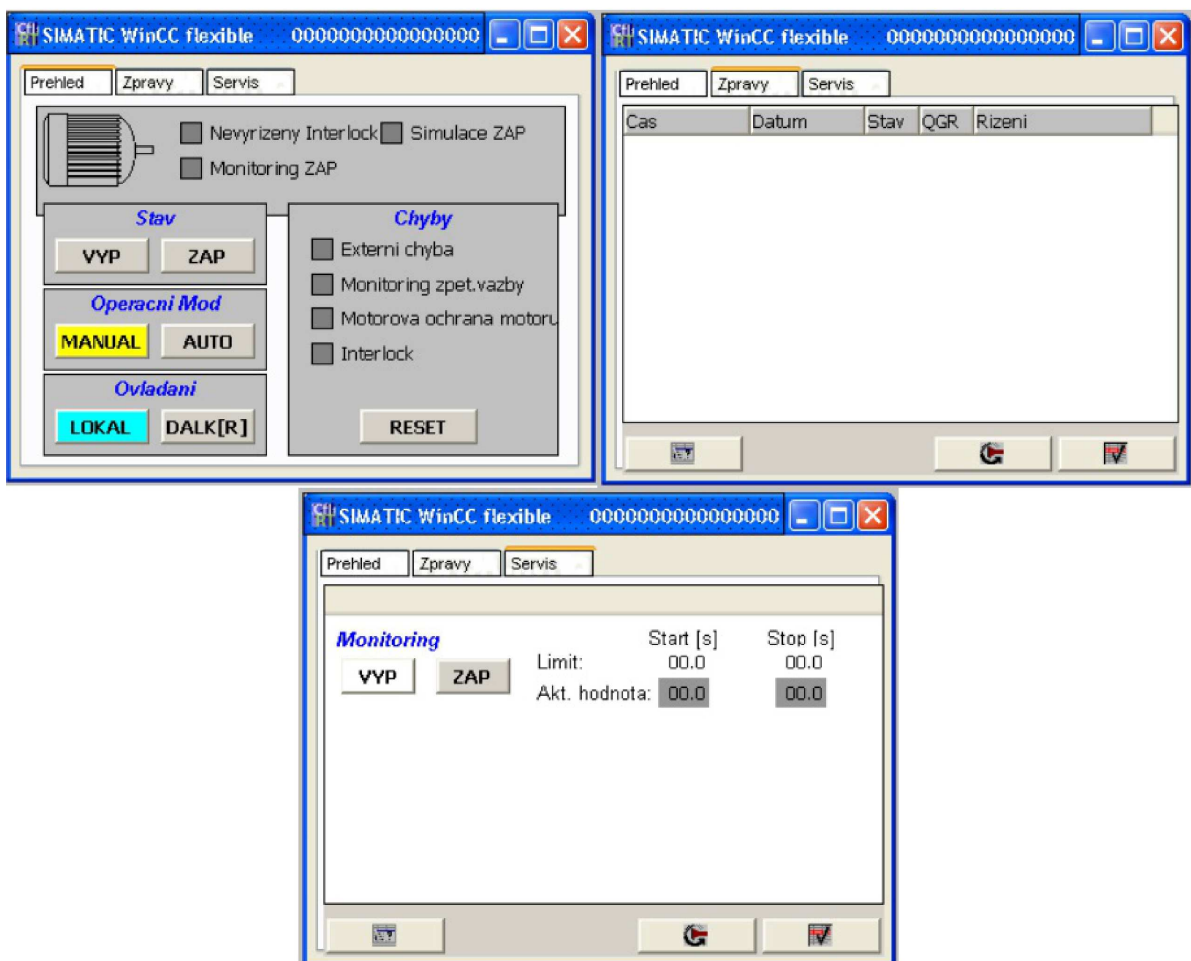 SIMATIC WinCC flexible 0000000000000000
Prehled Zpravy Servis
Nevyrizeny Interlock Simulace ZAP
Monitoring ZAP
Stav
VYP ZAP
Operacni Mod
MANUAL AUTO
Ovladani
LOKAL DALK[R]
Chyby
Externi chyba
Monitoring zpet.vazby
Motorova ochrana motoru
Interlock
RESET
SIMATIC WinCC flexible 0000000000000000
Prehled Zpravy Servis
Cas Datum Stav QGR Rizeni
SIMATIC WinCC flexible 0000000000000000
Prehled Zpravy Servis
Monitoring
VYP ZAP
Start [s] Stop [s]
Limit: 00.0 00.0
Akt. hodnota: 00.0 00.0